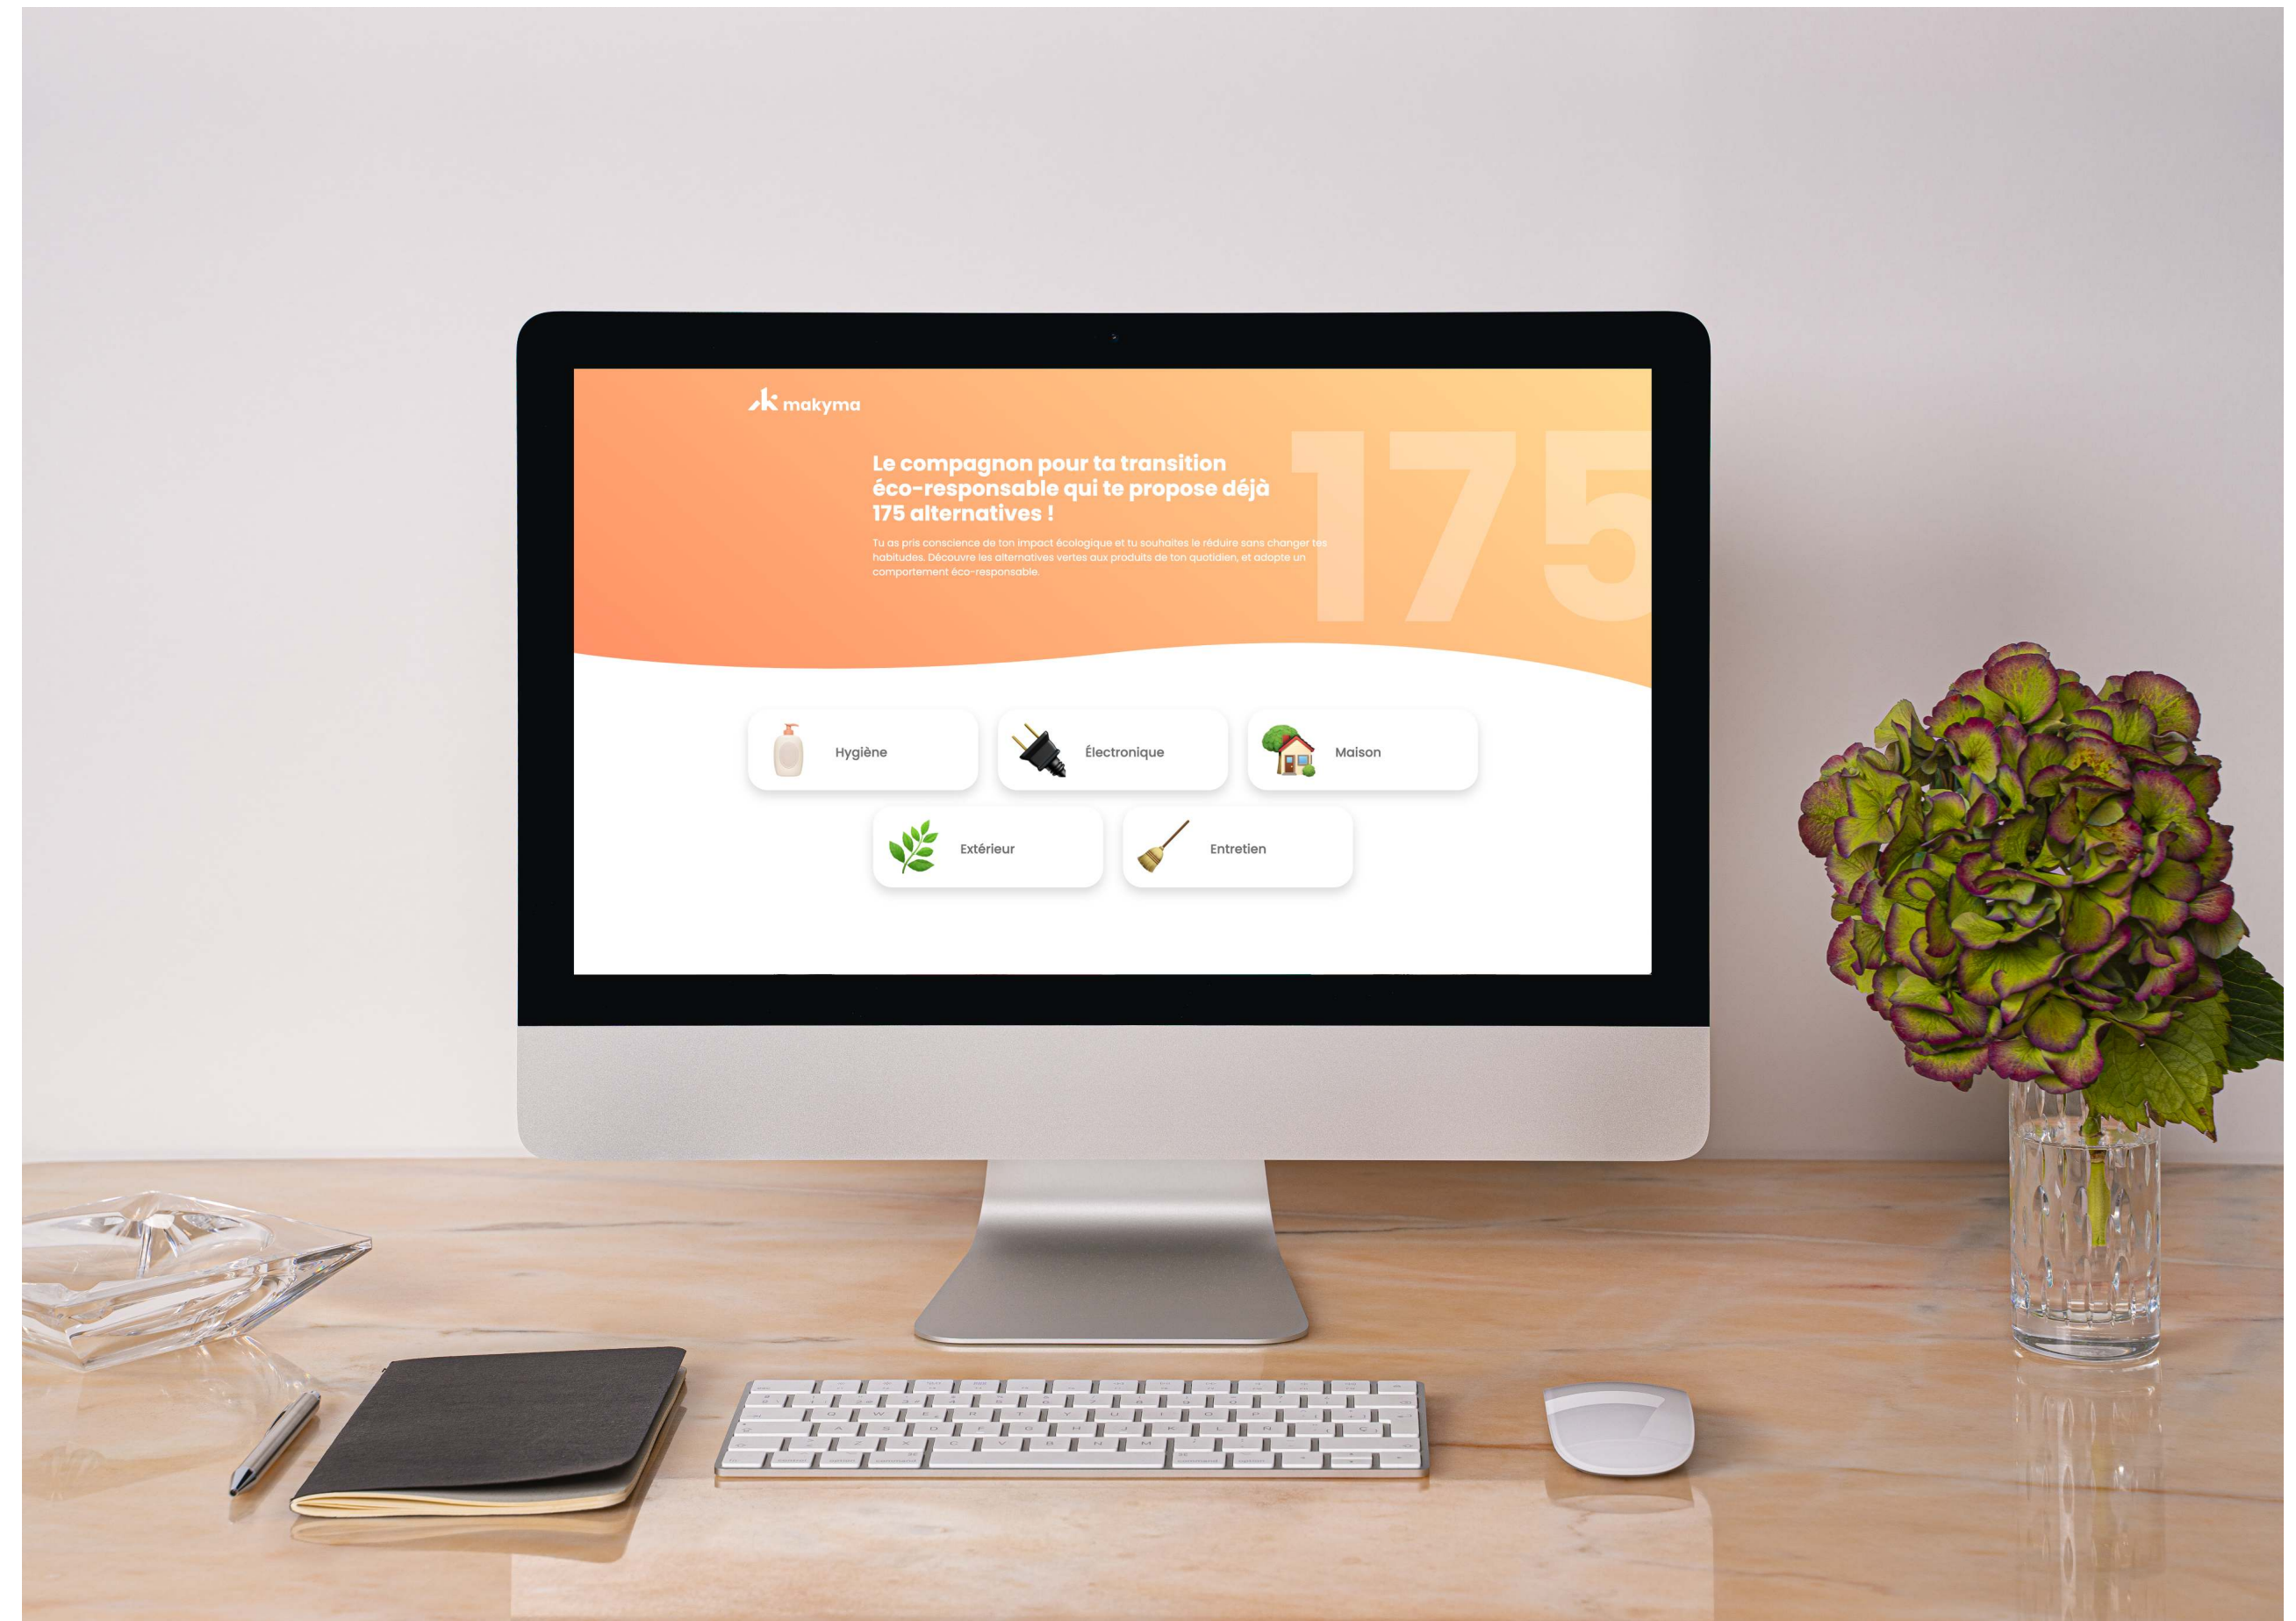 makyma
175
Le compagnon pour ta transition
éco-responsable qui te propose déjà
175 alternatives !
Tu as pris conscience de ton impact écologique et tu souhaites le réduire sans changer tes
habitudes. Découvre les alternatives vertes aux produits de ton quotidien, et adopte un
comportement éco-responsable.
Hygiène
Électronique
Maison
Extérieur
Entretien